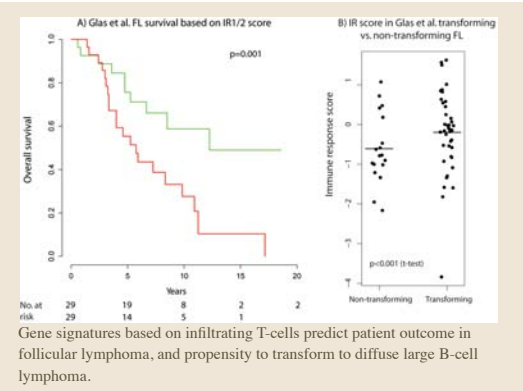 A) Glas et al. FL survival based on IR1/2 score
p=0.001
Overall survival
1.0
0.8
0.6
0.4
0.2
0.0
0 5 10 15 20
Years
No. at risk
29 19 8 2 2
29 14 5 1
B) IR score in Glas et al. transforming
vs. non-transforming FL
Immune response score
1
0
-1
-2
-3
-4
p<0.001 (t-test)
Non-transforming Transforming
Gene signatures based on infiltrating T-cells predict patient outcome in
follicular lymphoma, and propensity to transform to diffuse large B-cell
lymphoma.